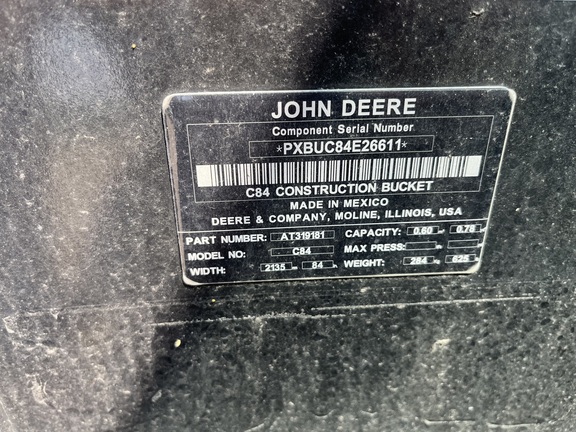 JOHN DEERE
Component Serial Number
*PXBUC84E26611*
C84 CONSTRUCTION BUCKET
MADE IN MEXICO
DEERE & COMPANY, MOLINE, ILLINOIS, USA
PART NUMBER: AT319181 CAPACITY: 0.60 0.78
MODEL NO: C84 MAX PRESS:
WIDTH: 2135 84 WEIGHT: 284 625